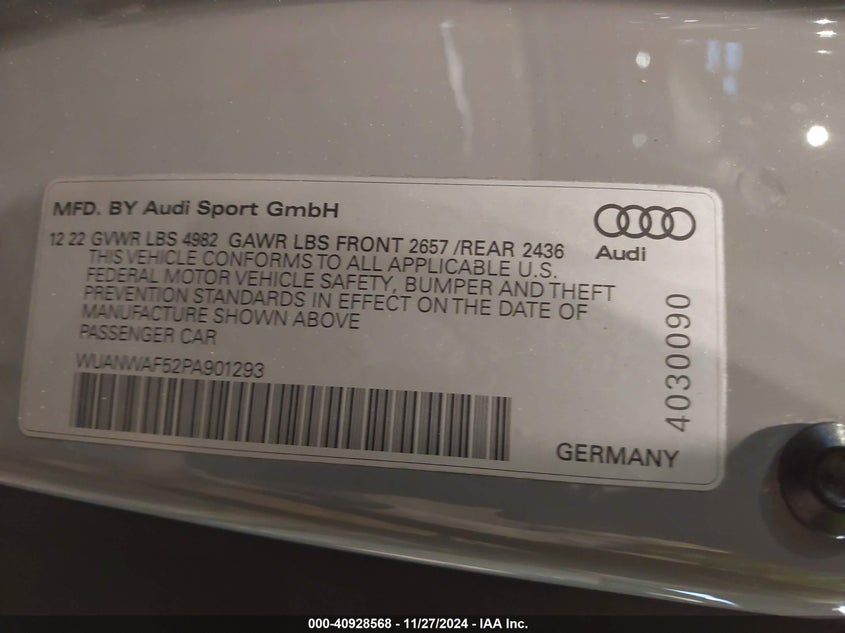 MFD. BY Audi Sport GmbH
Audi
12 22 GVWR LBS 4982 GAWR LBS FRONT 2657 /REAR 2436
THIS VEHICLE CONFORMS TO ALL APPLICABLE U.S.
FEDERAL MOTOR VEHICLE SAFETY, BUMPER AND THEFT
PREVENTION STANDARDS IN EFFECT ON THE DATE OF
MANUFACTURE SHOWN ABOVE
PASSENGER CAR
WUANWAF52PA901293
4030090
GERMANY
000-40928568 - 11/27/2024 - IAA Inc.